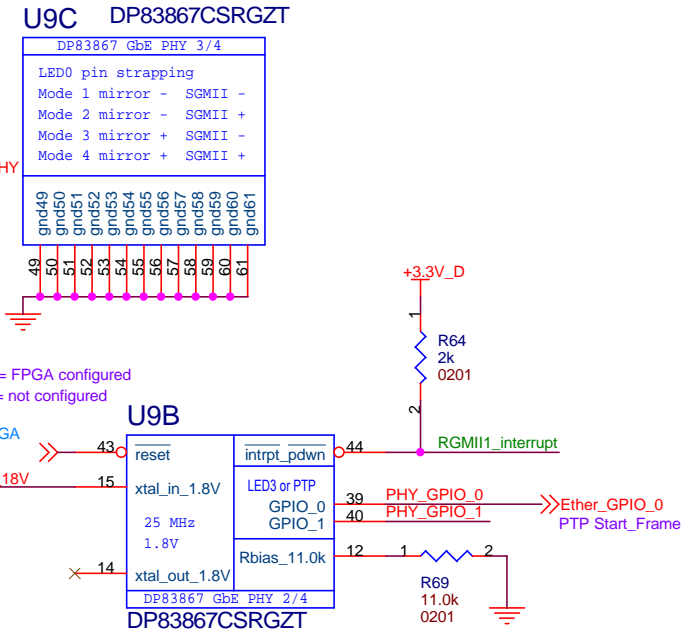 U9C DP83867CSRGZT
DP83867 GbE PHY 3/4
LED0 pin strapping
Mode 1 mirror - SGMII -
Mode 2 mirror - SGMII +
Mode 3 mirror + SGMII -
Mode 4 mirror + SGMII +
HY
gnd49 gnd50 gnd51 gnd52 gnd53 gnd54 gnd55 gnd56 gnd57 gnd58 gnd59 gnd60 gnd61
49 50 51 52 53 54 55 56 57 58 59 60 61
+3.3V_D
1
R64
2k
0201
2
= FPGA configured
= not configured
U9B
GA
43 reset
intrpt_pdwn 44
RGMII1_interrupt
18V
15 xtal_in_1.8V
LED3 or PTP
GPIO_0 39 PHY_GPIO_0 Ether_GPIO_0
GPIO_1 40 PHY_GPIO_1 PTP Start_Frame
25 MHz
1.8V
Rbias_11.0k 12 1 2
14 xtal_out_1.8V
R69
11.0k
0201
DP83867 GbE PHY 2/4
DP83867CSRGZT